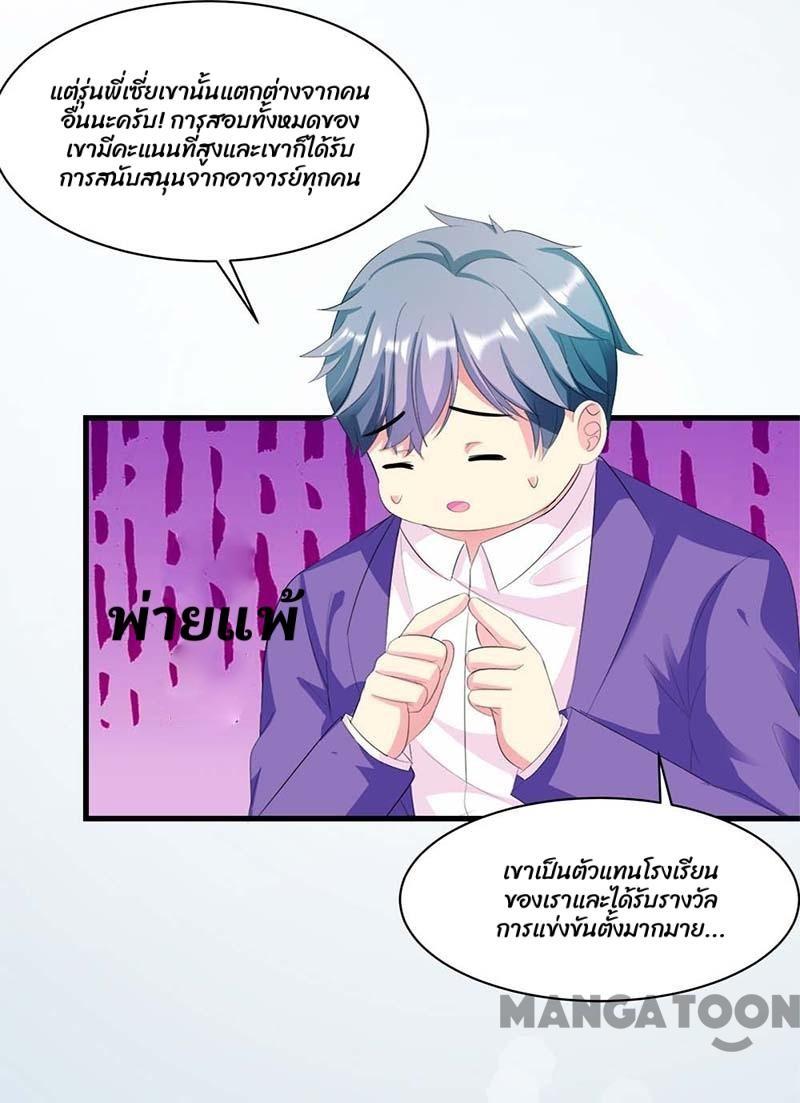 แต่รุ่นพี่เซี่ยเขานั้นแตกต่างจากคน
อื่นนะครับ! การสอบทั้งหมดของ
เขามีคะแนนที่สูงและเขาก็ได้รับ
การสนับสนุนจากอาจารย์ทุกคน
พ่ายแพ้
เขาเป็นตัวแทนโรงเรียน
ของเราและได้รับรางวัล
การแข่งขันตั้งมากมาย...
MANGATOON